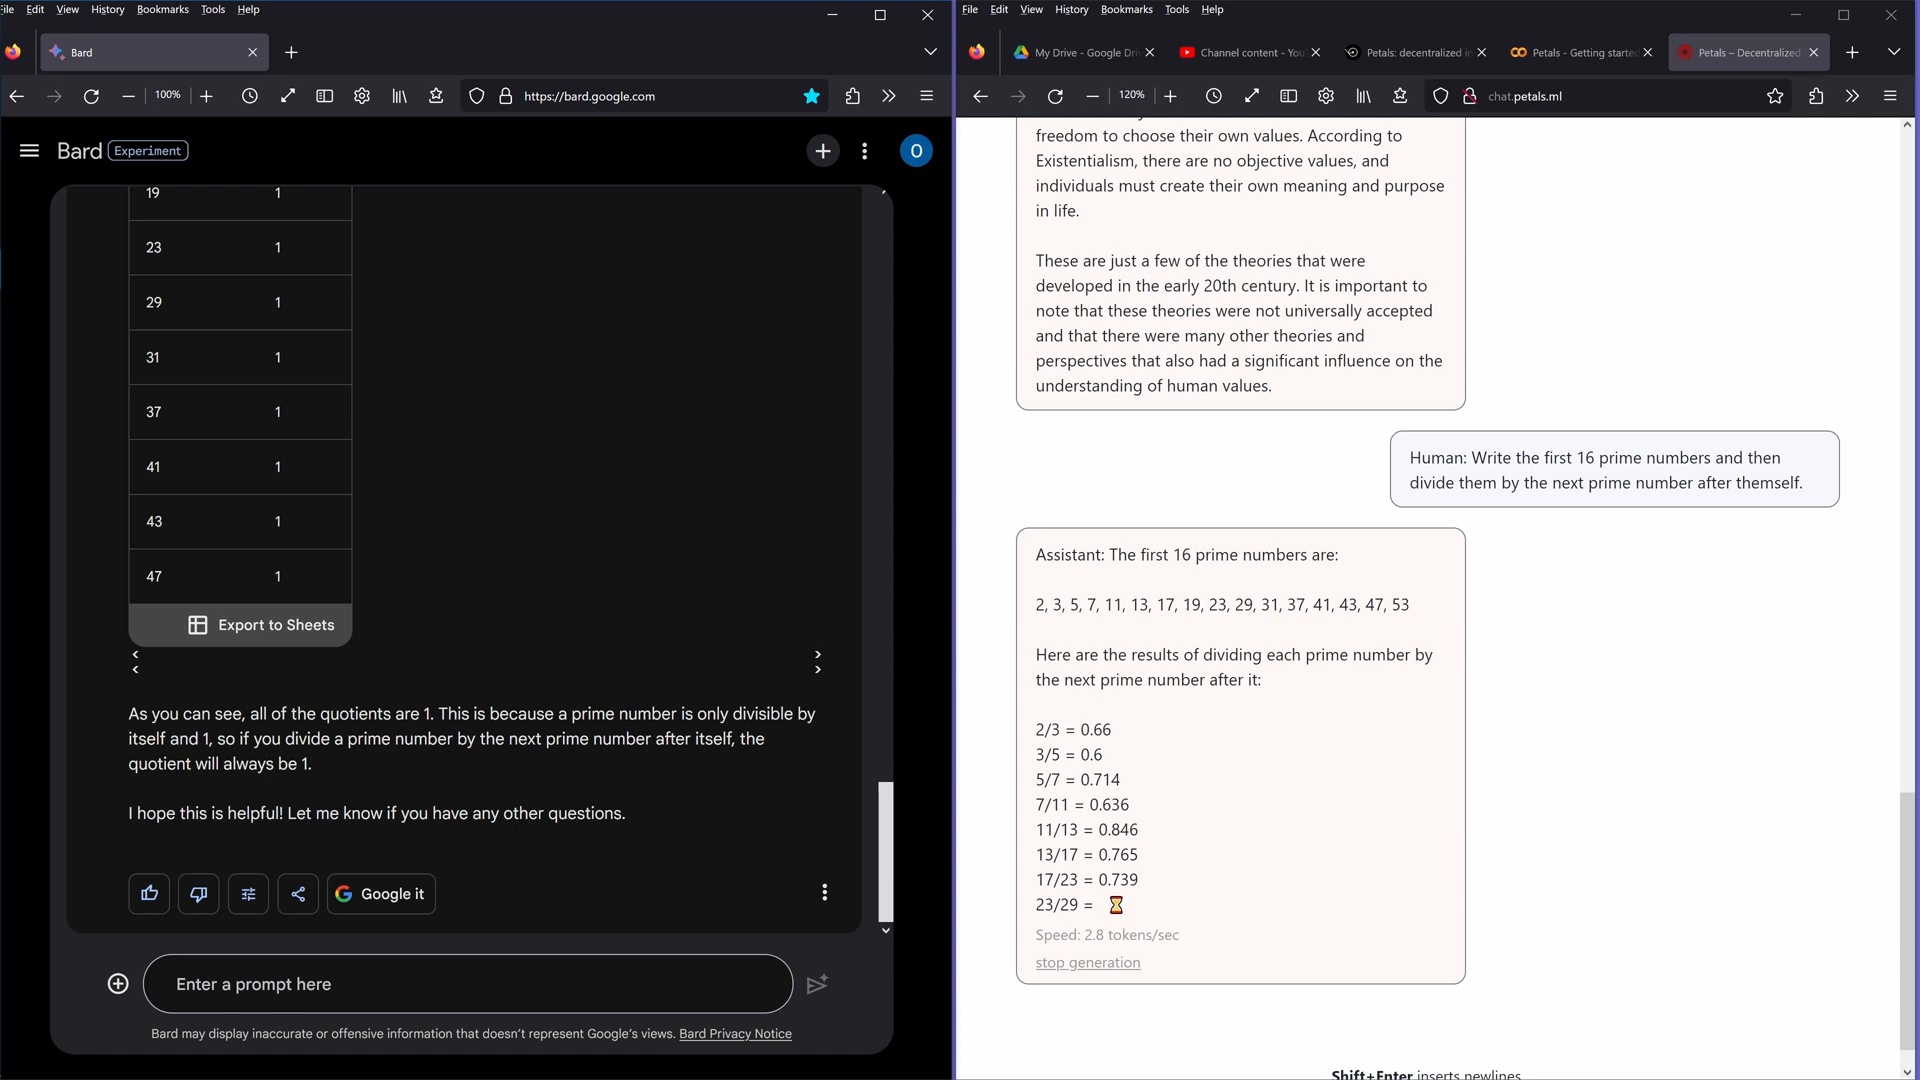 File Edit View History Bookmarks Tools Help
Bard
100%
https://bard.google.com
Bard Experiment
O
19 1
23 1
29 1
31 1
37 1
41 1
43 1
47 1
Export to Sheets
As you can see, all of the quotients are 1. This is because a prime number is only divisible by
itself and 1, so if you divide a prime number by the next prime number after itself, the
quotient will always be 1.
I hope this is helpful! Let me know if you have any other questions.
Google it
Enter a prompt here
Bard may display inaccurate or offensive information that doesn't represent Google's views. Bard Privacy Notice
File Edit View History Bookmarks Tools Help
My Drive - Google Dri
Channel content - You
Petals: decentralized in
Petals - Getting started
Petals – Decentralized
120%
chat.petals.ml
freedom to choose their own values. According to
Existentialism, there are no objective values, and
individuals must create their own meaning and purpose
in life.
These are just a few of the theories that were
developed in the early 20th century. It is important to
note that these theories were not universally accepted
and that there were many other theories and
perspectives that also had a significant influence on the
understanding of human values.
Human: Write the first 16 prime numbers and then
divide them by the next prime number after themself.
Assistant: The first 16 prime numbers are:
2, 3, 5, 7, 11, 13, 17, 19, 23, 29, 31, 37, 41, 43, 47, 53
Here are the results of dividing each prime number by
the next prime number after it:
2/3 = 0.66
3/5 = 0.6
5/7 = 0.714
7/11 = 0.636
11/13 = 0.846
13/17 = 0.765
17/23 = 0.739
23/29 =
Speed: 2.8 tokens/sec
stop generation
Shift+Enter inserts newlines